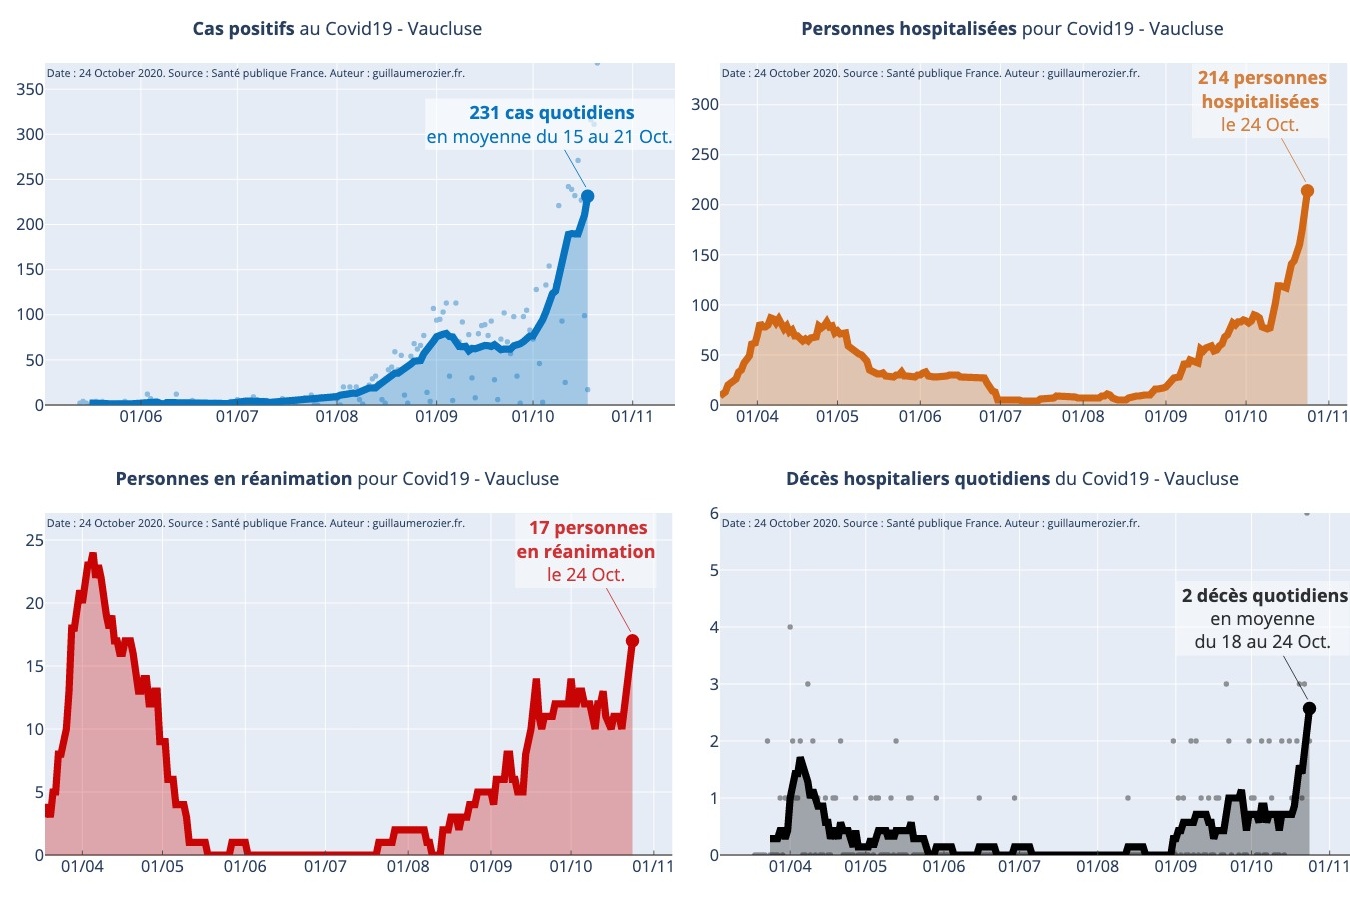 Cas positifs au Covid19 - Vaucluse
Date : 24 October 2020. Source : Santé publique France. Auteur : guillaumerozier.fr.
231 cas quotidiens
en moyenne du 15 au 21 Oct.
350
300
250
200
150
100
50
0
01/06 01/07 01/08 01/09 01/10 01/11
Personnes hospitalisées pour Covid19 - Vaucluse
Date : 24 October 2020. Source : Santé publique France. Auteur : guillaumerozier.fr.
214 personnes
hospitalisées
le 24 Oct.
300
250
200
150
100
50
0
01/04 01/05 01/06 01/07 01/08 01/09 01/10 01/11
Personnes en réanimation pour Covid19 - Vaucluse
Date : 24 October 2020. Source : Santé publique France. Auteur : guillaumerozier.fr.
17 personnes
en réanimation
le 24 Oct.
25
20
15
10
5
0
01/04 01/05 01/06 01/07 01/08 01/09 01/10 01/11
Décès hospitaliers quotidiens du Covid19 - Vaucluse
Date : 24 October 2020. Source : Santé publique France. Auteur : guillaumerozier.fr.
2 décès quotidiens
en moyenne
du 18 au 24 Oct.
6
5
4
3
2
1
0
01/04 01/05 01/06 01/07 01/08 01/09 01/10 01/11